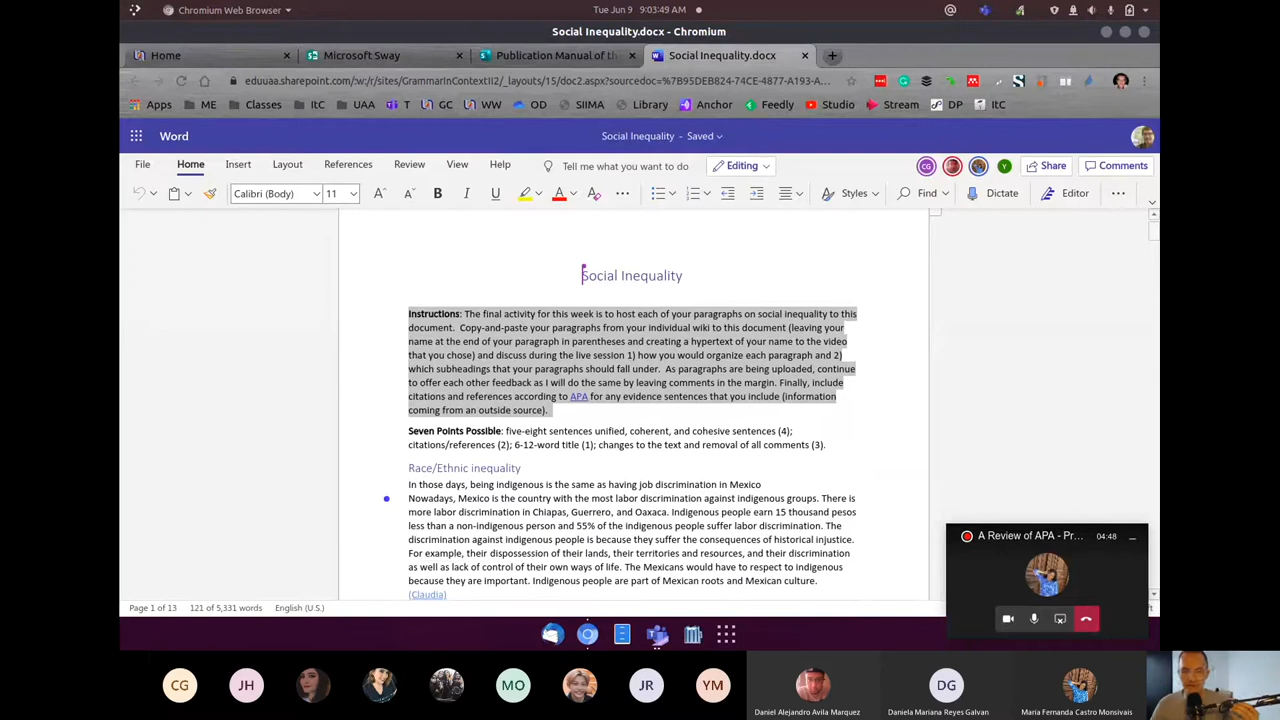 Chromium Web Browser
Tue Jun 9 9:03:49 AM
Social Inequality.docx - Chromium
Home
Microsoft Sway
Publication Manual of th
Social Inequality.docx
eduuaa.sharepoint.com/:w:/r/sites/GrammarInContextII2/_layouts/15/doc2.aspx?sourcedoc=%7B95DEB824-74CE-4877-A193-A...
Apps ME Classes ItC UAA T GC WW OD SIIMA Library Anchor Feedly Studio Stream DP ItC
Word
Social Inequality - Saved
File Home Insert Layout References Review View Help Tell me what you want to do Editing CG Y Share Comments
Calibri (Body) 11 B I U A Styles Find Dictate Editor
Social Inequality
Instructions: The final activity for this week is to host each of your paragraphs on social inequality to this
document. Copy-and-paste your paragraphs from your individual wiki to this document (leaving your
name at the end of your paragraph in parentheses and creating a hypertext of your name to the video
that you chose) and discuss during the live session 1) how you would organize each paragraph and 2)
which subheadings that your paragraphs should fall under. As paragraphs are being uploaded, continue
to offer each other feedback as I will do the same by leaving comments in the margin. Finally, include
citations and references according to APA for any evidence sentences that you include (information
coming from an outside source).
Seven Points Possible: five-eight sentences unified, coherent, and cohesive sentences (4);
citations/references (2); 6-12-word title (1); changes to the text and removal of all comments (3).
Race/Ethnic inequality
In those days, being indigenous is the same as having job discrimination in Mexico
Nowadays, Mexico is the country with the most labor discrimination against indigenous groups. There is
more labor discrimination in Chiapas, Guerrero, and Oaxaca. Indigenous people earn 15 thousand pesos
less than a non-indigenous person and 55% of the indigenous people suffer labor discrimination. The
discrimination against indigenous people is because they suffer the consequences of historical injustice.
For example, their dispossession of their lands, their territories and resources, and their discrimination
as well as lack of control of their own ways of life. The Mexicans would have to respect to indigenous
because they are important. Indigenous people are part of Mexican roots and Mexican culture.
(Claudia)
A Review of APA - Pr... 04:48
Page 1 of 13 121 of 5,331 words English (U.S.)
CG JH MO JR YM DG
Daniel Alejandro Avila Marquez
Daniela Mariana Reyes Galvan
Maria Fernanda Castro Monsivais